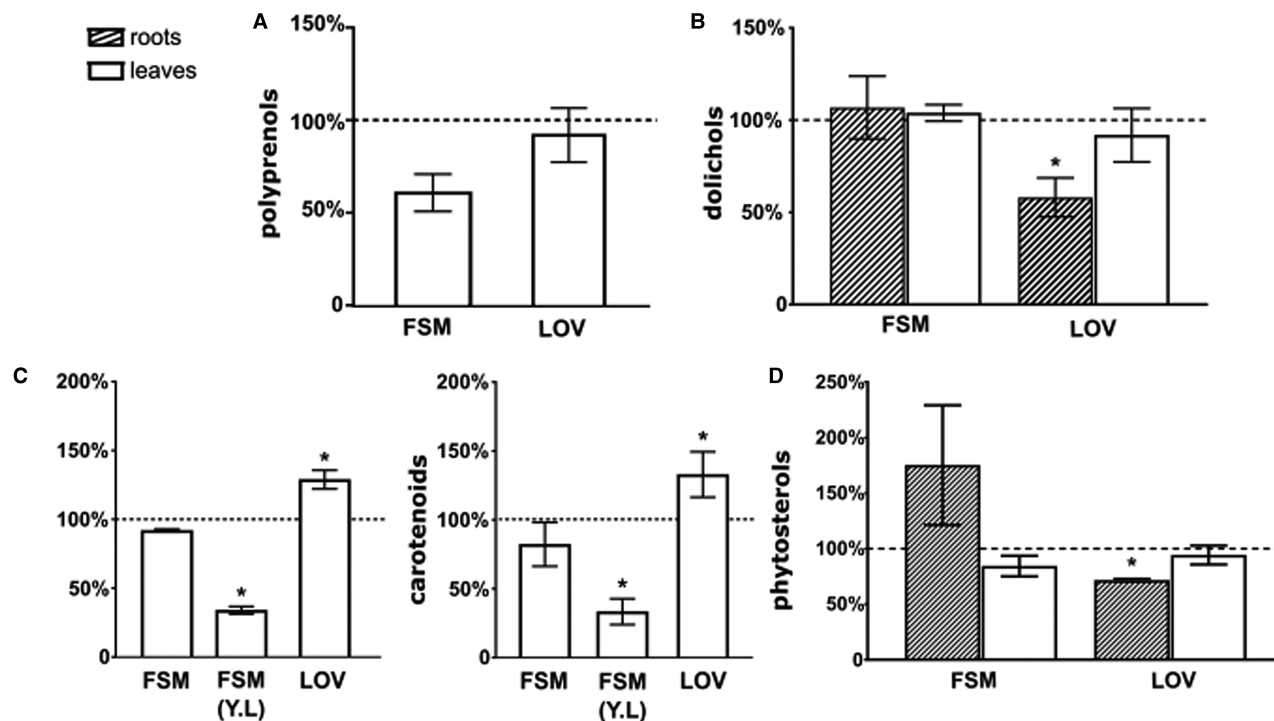 roots
leaves
A
polyprenols
150%
100%
50%
0
FSM LOV
B
dolichols
150%
100%
50%
0
*
FSM LOV
C
200%
150%
100%
50%
0
* *
FSM FSM LOV
(Y.L)
carotenoids
200%
150%
100%
50%
0
* *
FSM FSM LOV
(Y.L)
D
phytosterols
250%
200%
150%
100%
50%
0
*
FSM LOV